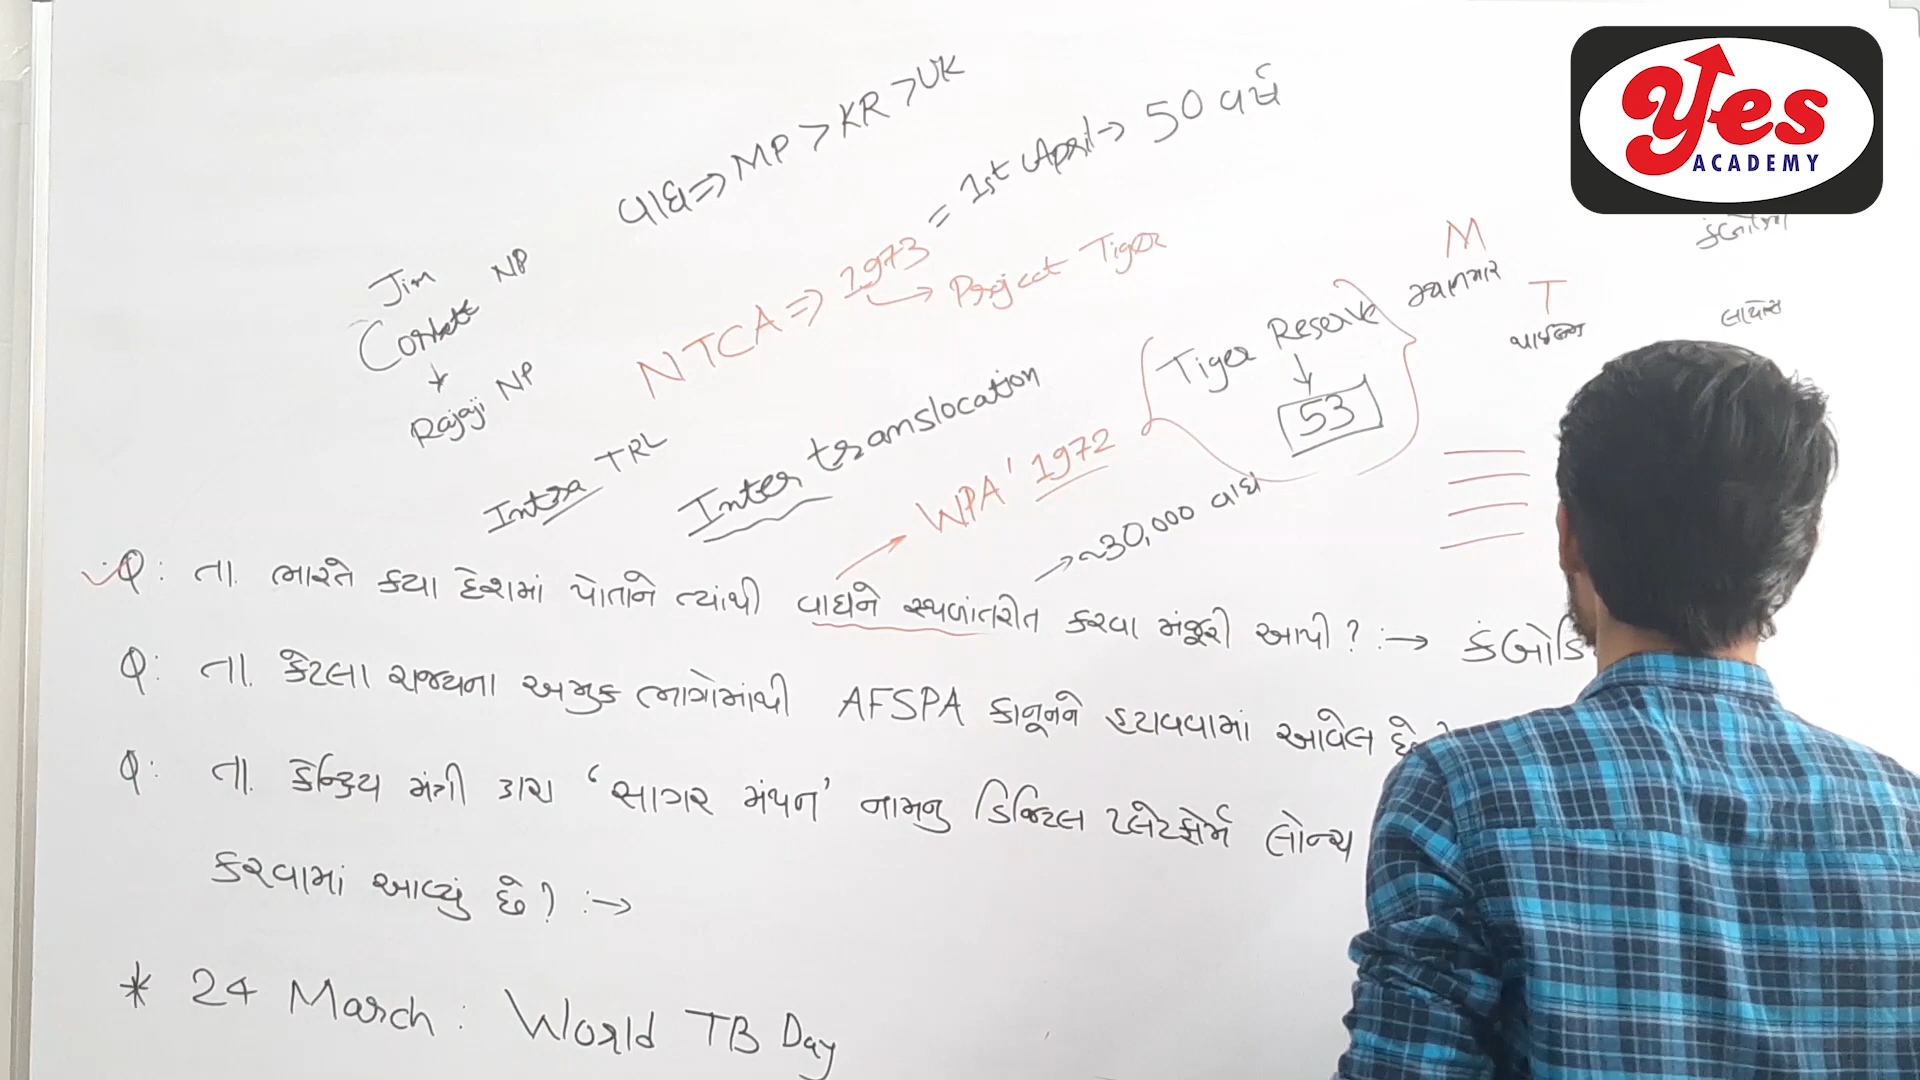 Yes
ACADEMY
વાઘ => MP > KR > UK
NTCA => 1973 = 1st April → 50 વર્ષ
→ Project Tiger
Jim
Corbett NP
Rajaji NP
Intra TRL
Inter translocation
WPA' 1972
Tiger Reserve
53
M
મ્યાનમાર
T
~30,000 વાઘ
Q: તા. ભારતે કયા દેશમાં પોતાને ત્યાંથી વાઘને સ્થળાંતરીત કરવા મંજૂરી આપી? :→
Q: તા. કેટલા રાજ્યના અમુક ભાગોમાંથી AFSPA કાનૂનને હટાવવામાં આવેલ છે
Q: તા. કેન્દ્રિય મંત્રી દ્વારા 'સાગર મંથન' નામનુ ડિજિટલ પ્લેટફોર્મ લોન્ચ
કરવામાં આવ્યું છે? :→
* 24 March: World TB Day